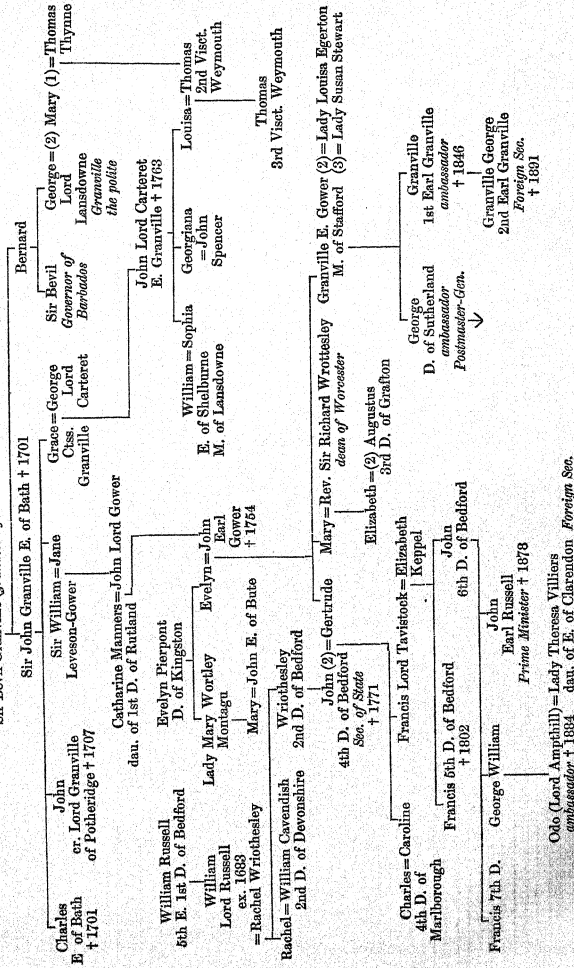 Bernard
Sir John Granville E. of Bath † 1701
Charles
E of Bath
† 1701
John
cr. Lord Granville
of Potheridge † 1707
Sir William = Jane
Leveson-Gower
Grace = George
Ctss. Lord
Granville Carteret
Sir Bevil
Governor of
Barbados
George = (2) Mary (1) = Thomas
Lord Thynne
Lansdowne
Granville
the polite
Catharine Manners = John Lord Gower
dau. of 1st D. of Rutland
John Lord Carteret
E. Granville † 1763
William Russell
5th E. 1st D. of Bedford
Evelyn Pierpont
D. of Kingston
William = Sophia
E. of Shelburne
M. of Lansdowne
Georgiana
= John
Spencer
Louisa = Thomas
2nd Visct.
Weymouth
William
Lord Russell
ex. 1683
= Rachel Wriothesley
Lady Mary Wortley
Montagu
Evelyn = John
Earl
Gower
† 1754
Mary = John E. of Bute
Thomas
3rd Visct. Weymouth
Rachel = William Cavendish
2nd D. of Devonshire
Wriothesley
2nd D. of Bedford
John (2) = Gertrude
4th D. of Bedford
Sec. of State
† 1771
Mary = Rev. Sir Richard Wrottesley
dean of Worcester
Granville E. Gower (2) = Lady Louisa Egerton
M. of Stafford (3) = Lady Susan Stewart
Elizabeth = (2) Augustus
3rd D. of Grafton
Charles = Caroline
4th D. of
Marlborough
Francis Lord Tavistock = Elizabeth
Keppel
George
D. of Sutherland
ambassador
Postmaster-Gen.
Granville
1st Earl Granville
ambassador
† 1846
Francis 5th D. of Bedford
† 1802
John
6th D. of Bedford
Granville George
2nd Earl Granville
Foreign Sec.
† 1891
Francis 7th D.
George William
John
Earl Russell
Prime Minister † 1878
Odo (Lord Ampthill) = Lady Theresa Villiers
ambassador † 1884 dau. of E. of Clarendon Foreign Sec.